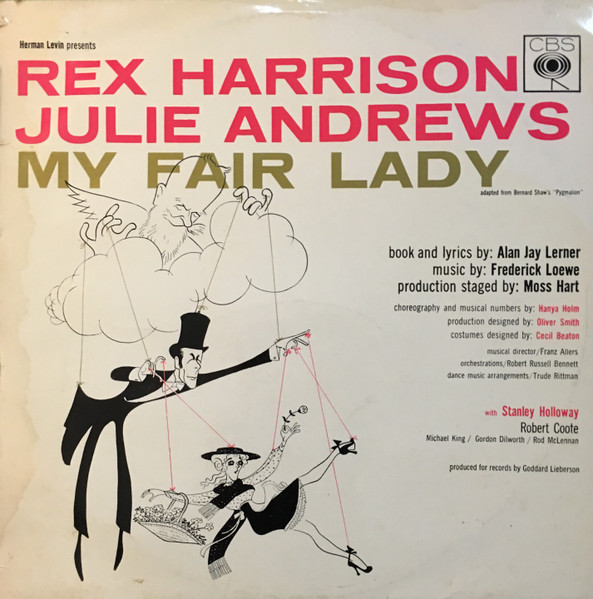 Herman Levin presents
CBS
REX HARRISON
JULIE ANDREWS
MY FAIR LADY
adapted from Bernard Shaw's "Pygmalion"
book and lyrics by: Alan Jay Lerner
music by: Frederick Loewe
production staged by: Moss Hart
choreography and musical numbers by: Hanya Holm
production designed by: Oliver Smith
costumes designed by: Cecil Beaton
musical director/Franz Allers
orchestrations/Robert Russell Bennett
dance music arrangements/Trude Rittman
with Stanley Holloway
Robert Coote
Michael King / Gordon Dilworth / Rod McLennan
produced for records by Goddard Lieberson